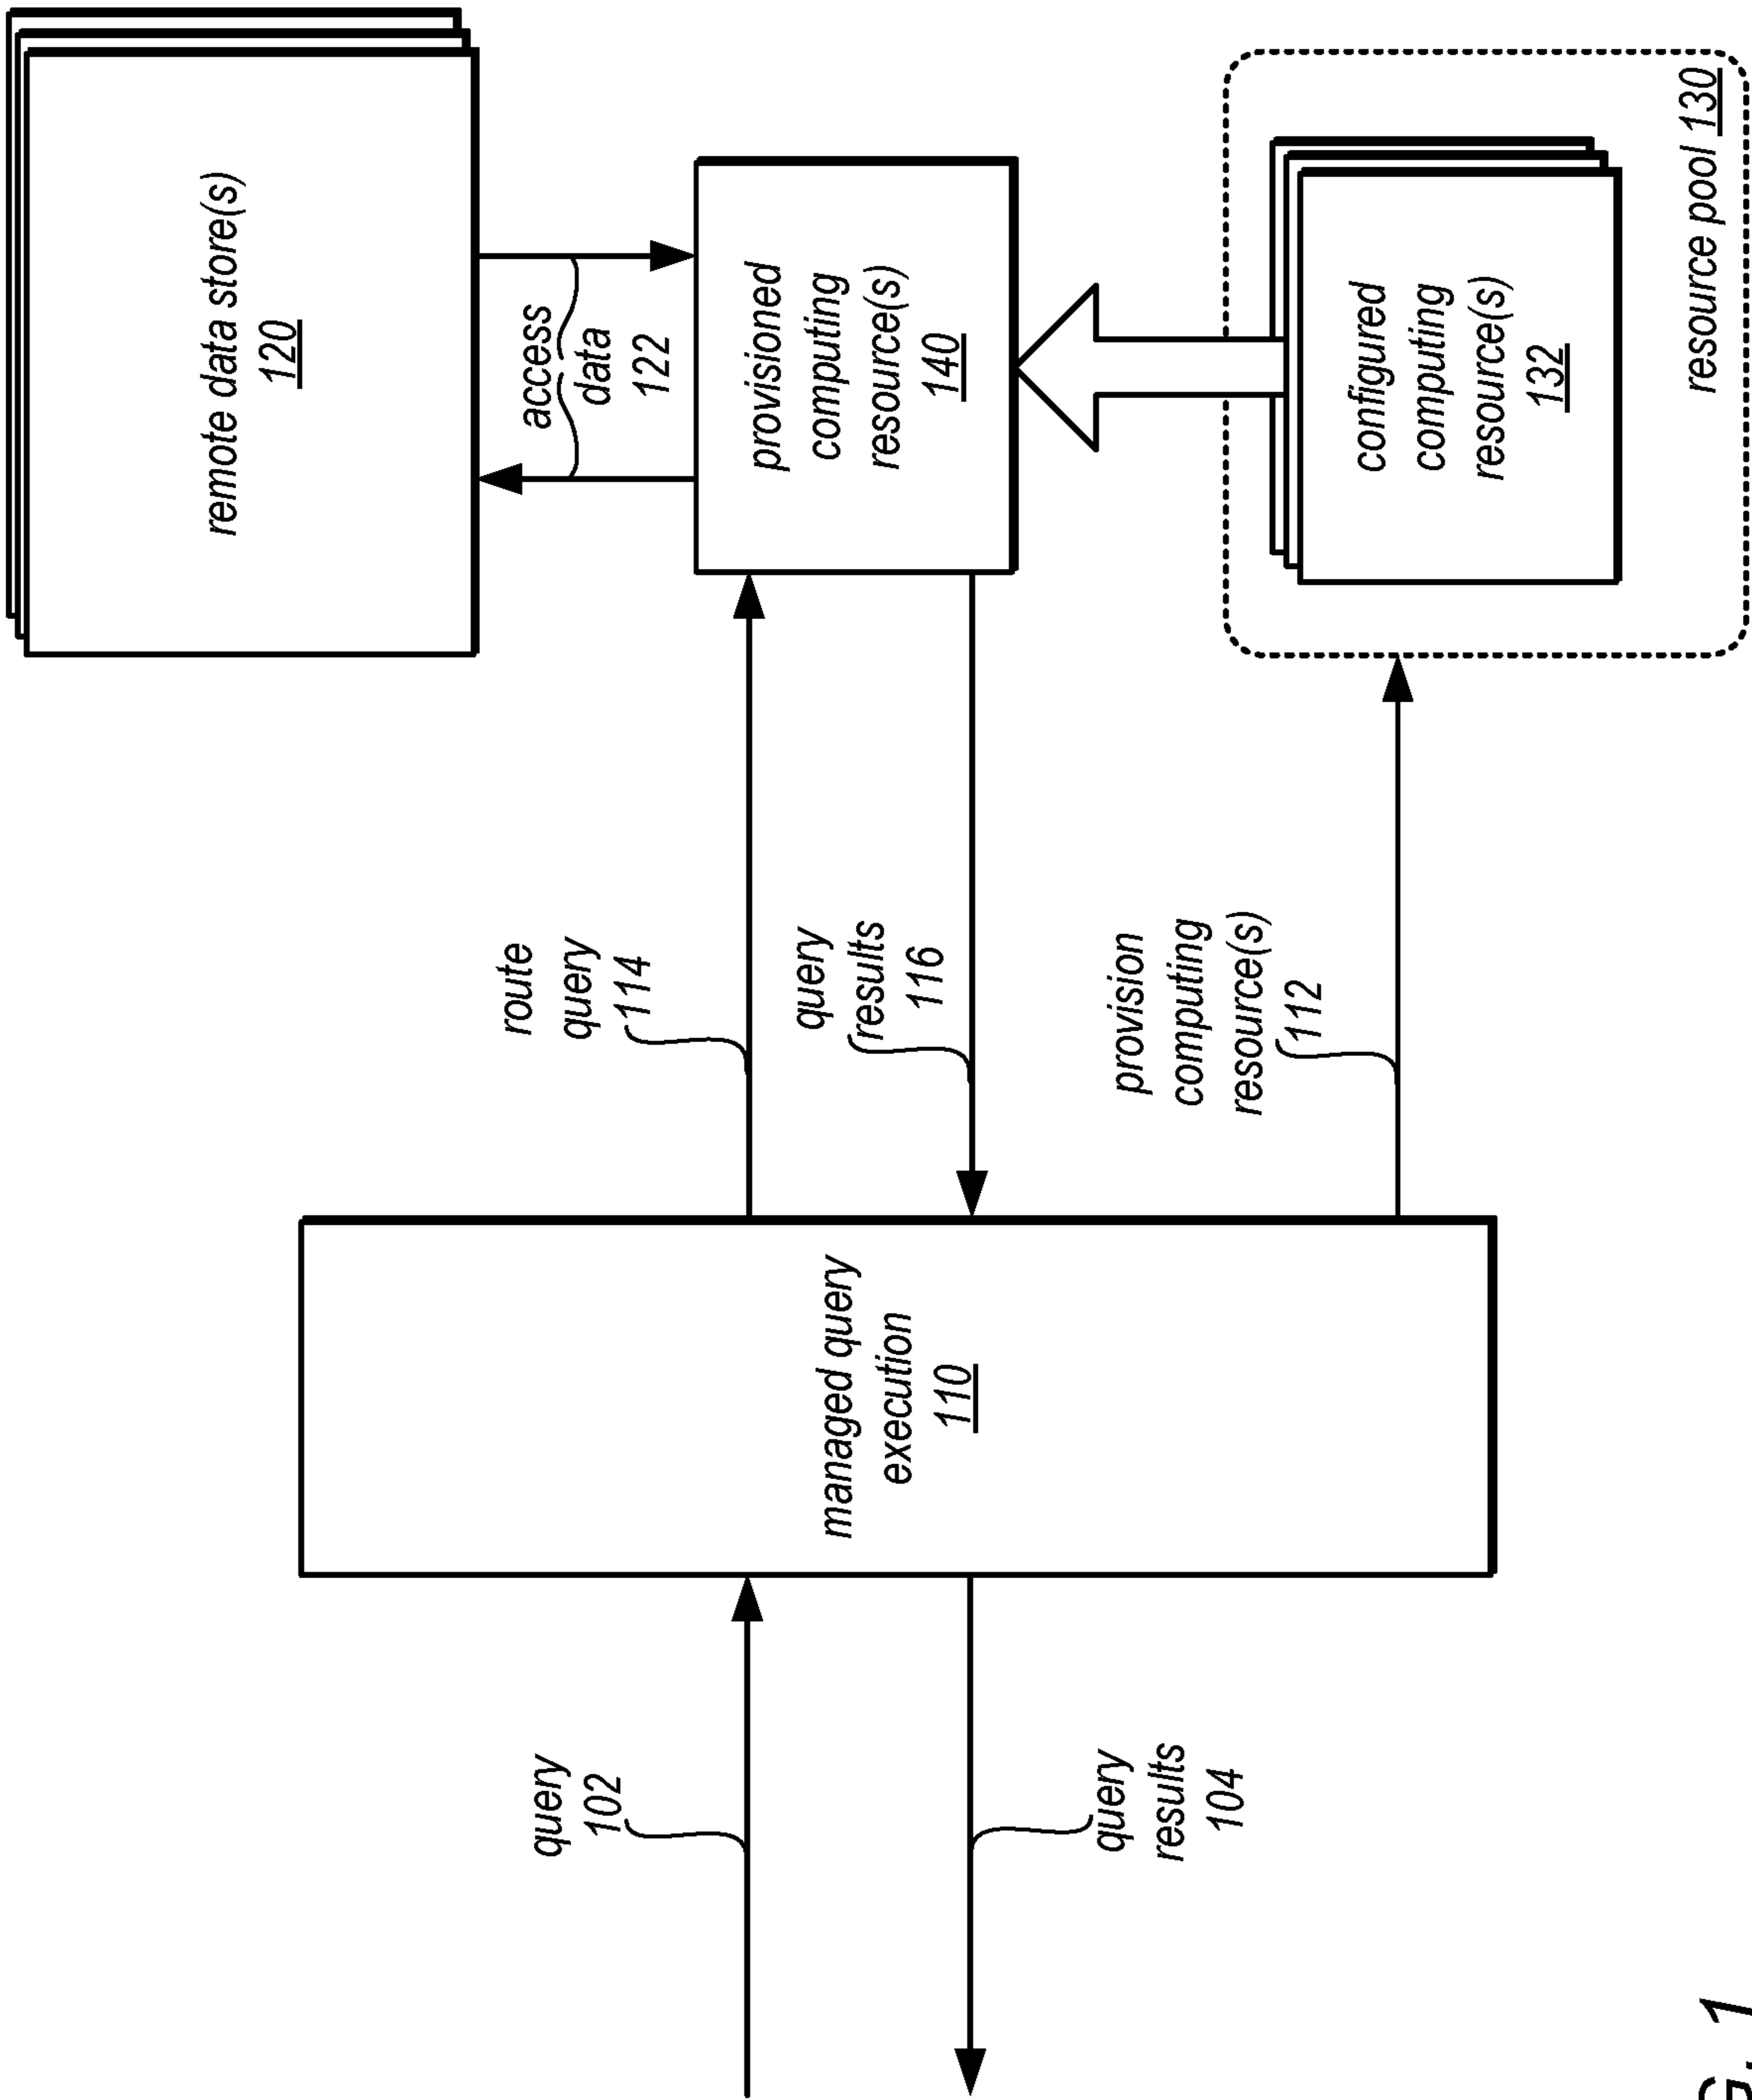 remote data store(s)
120
access
data
122
provisioned
computing
resource(s)
140
route
query
114
query
results
116
provision
computing
resource(s)
112
configured
computing
resource(s)
132
resource pool 130
managed query
execution
110
query
102
query
results
104
G. 1